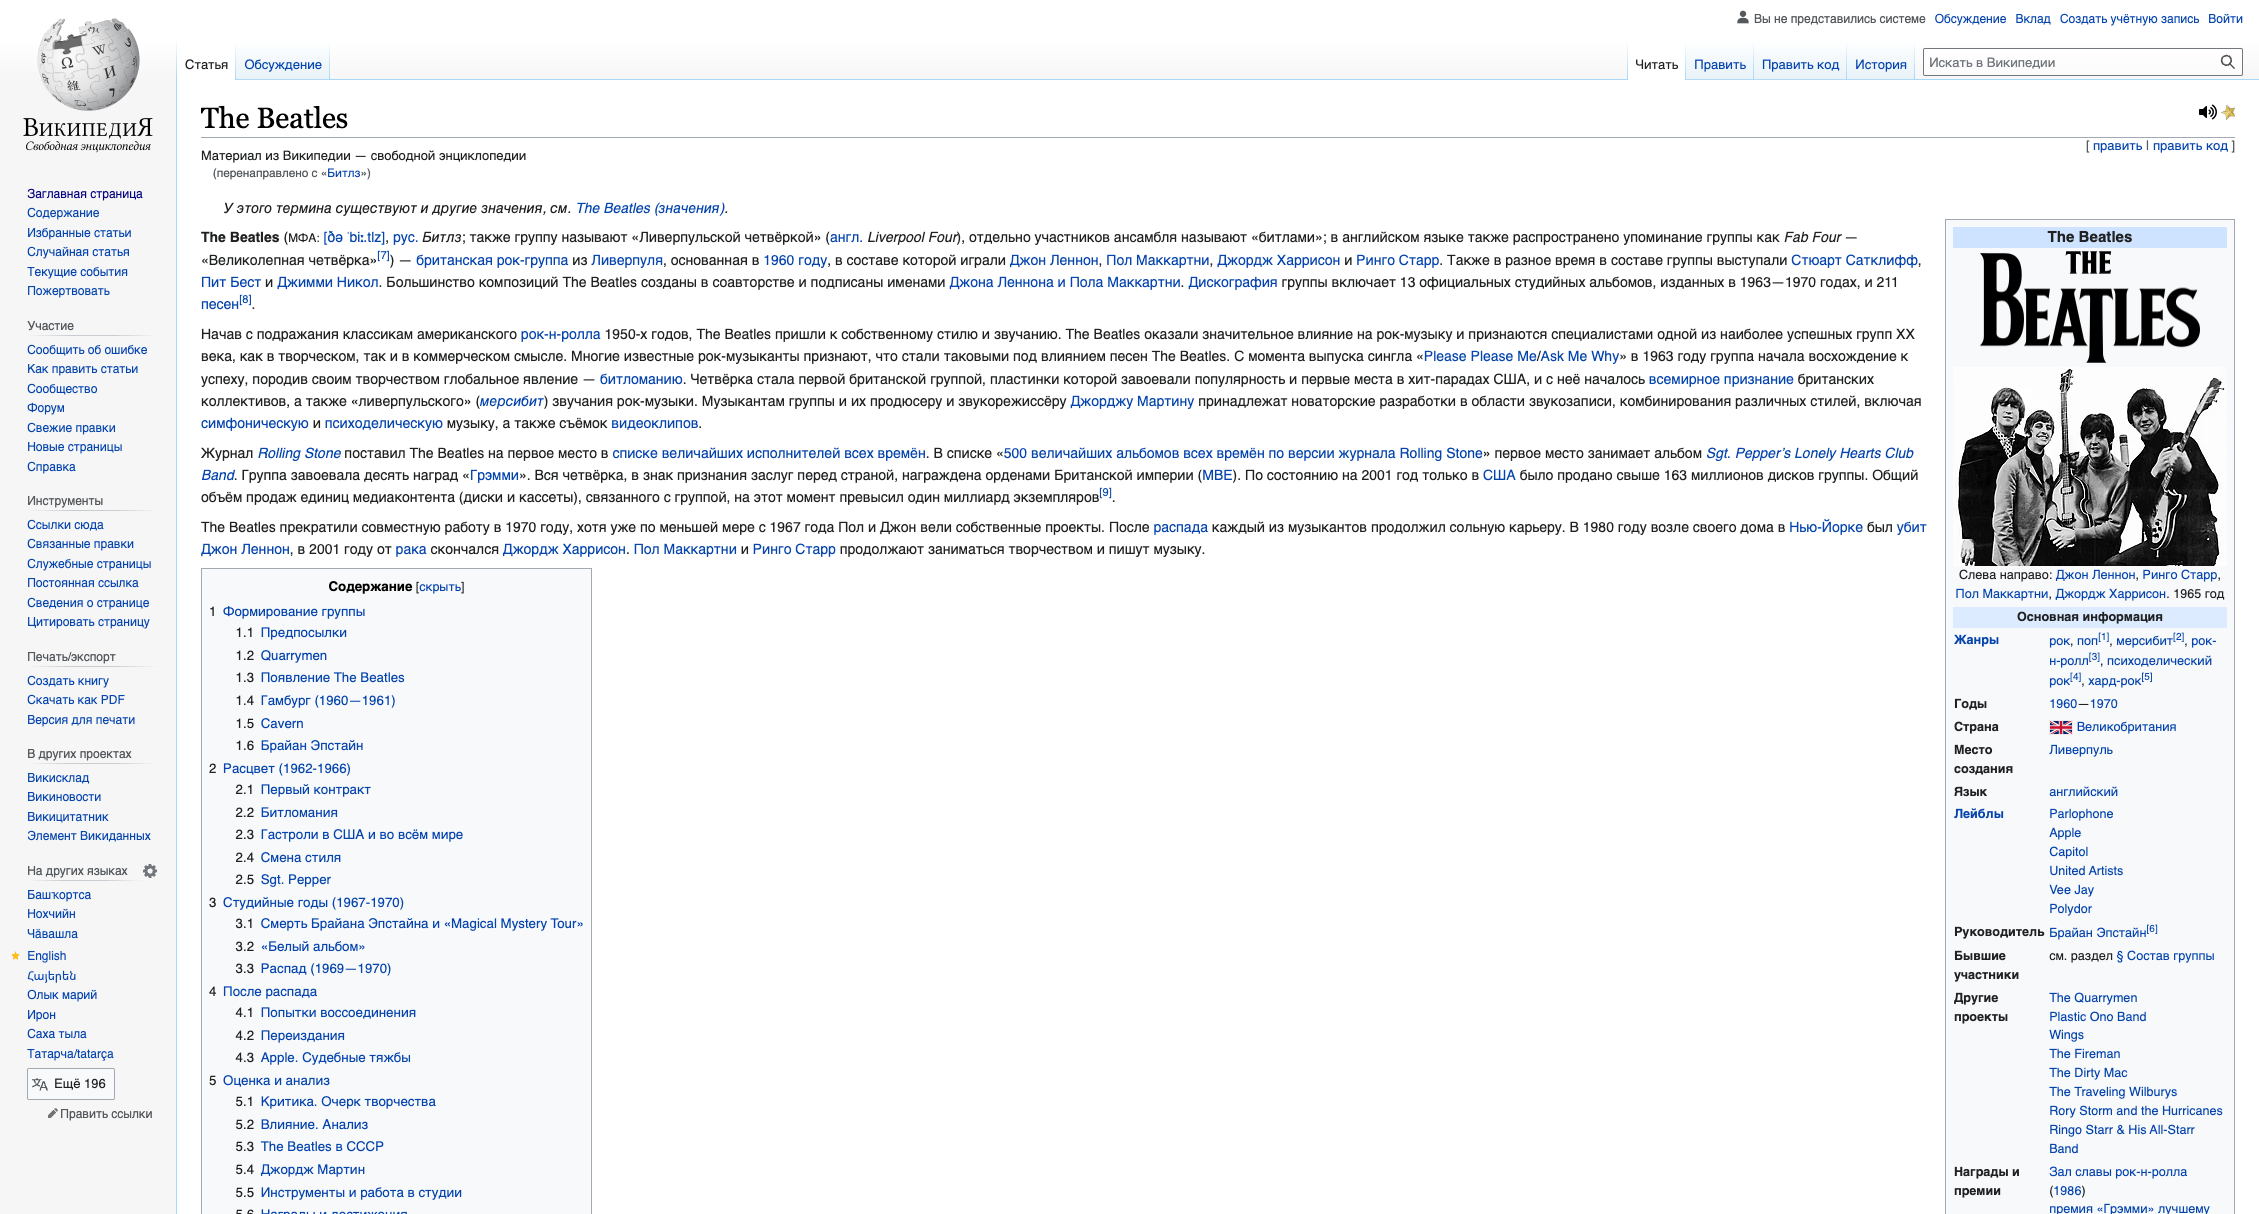 Вы не представились системе Обсуждение Вклад Создать учётную запись Войти
Статья Обсуждение Читать Править Править код История Искать в Википедии
ВИКИПЕДИЯ
Свободная энциклопедия
Заглавная страница
Содержание
Избранные статьи
Случайная статья
Текущие события
Пожертвовать
Участие
Сообщить об ошибке
Как править статьи
Сообщество
Форум
Свежие правки
Новые страницы
Справка
Инструменты
Ссылки сюда
Связанные правки
Служебные страницы
Постоянная ссылка
Сведения о странице
Цитировать страницу
Печать/экспорт
Создать книгу
Скачать как PDF
Версия для печати
В других проектах
Викисклад
Викиновости
Викицитатник
Элемент Викиданных
На других языках
Башҡортса
Нохчийн
Чӑвашла
English
Հայերեն
Олык марий
Ирон
Саха тыла
Татарча/tatarça
Ещё 196
Править ссылки
The Beatles
[ править | править код ]
Материал из Википедии — свободной энциклопедии
(перенаправлено с «Битлз»)
У этого термина существуют и другие значения, см. The Beatles (значения).
The Beatles (МФА: [ðə ˈbiː.tlz], рус. Битлз; также группу называют «Ливерпульской четвёркой» (англ. Liverpool Four), отдельно участников ансамбля называют «битлами»; в английском языке также распространено упоминание группы как Fab Four —
«Великолепная четвёрка»[7]) — британская рок-группа из Ливерпуля, основанная в 1960 году, в составе которой играли Джон Леннон, Пол Маккартни, Джордж Харрисон и Ринго Старр. Также в разное время в составе группы выступали Стюарт Сатклифф,
Пит Бест и Джимми Никол. Большинство композиций The Beatles созданы в соавторстве и подписаны именами Джона Леннона и Пола Маккартни. Дискография группы включает 13 официальных студийных альбомов, изданных в 1963—1970 годах, и 211
песен[8].
Начав с подражания классикам американского рок-н-ролла 1950-х годов, The Beatles пришли к собственному стилю и звучанию. The Beatles оказали значительное влияние на рок-музыку и признаются специалистами одной из наиболее успешных групп XX
века, как в творческом, так и в коммерческом смысле. Многие известные рок-музыканты признают, что стали таковыми под влиянием песен The Beatles. С момента выпуска сингла «Please Please Me/Ask Me Why» в 1963 году группа начала восхождение к
успеху, породив своим творчеством глобальное явление — битломанию. Четвёрка стала первой британской группой, пластинки которой завоевали популярность и первые места в хит-парадах США, и с неё началось всемирное признание британских
коллективов, а также «ливерпульского» (мерсибит) звучания рок-музыки. Музыкантам группы и их продюсеру и звукорежиссёру Джорджу Мартину принадлежат новаторские разработки в области звукозаписи, комбинирования различных стилей, включая
симфоническую и психоделическую музыку, а также съёмок видеоклипов.
Журнал Rolling Stone поставил The Beatles на первое место в списке величайших исполнителей всех времён. В списке «500 величайших альбомов всех времён по версии журнала Rolling Stone» первое место занимает альбом Sgt. Pepper's Lonely Hearts Club
Band. Группа завоевала десять наград «Грэмми». Вся четвёрка, в знак признания заслуг перед страной, награждена орденами Британской империи (MBE). По состоянию на 2001 год только в США было продано свыше 163 миллионов дисков группы. Общий
объём продаж единиц медиаконтента (диски и кассеты), связанного с группой, на этот момент превысил один миллиард экземпляров[9].
The Beatles прекратили совместную работу в 1970 году, хотя уже по меньшей мере с 1967 года Пол и Джон вели собственные проекты. После распада каждый из музыкантов продолжил сольную карьеру. В 1980 году возле своего дома в Нью-Йорке был убит
Джон Леннон, в 2001 году от рака скончался Джордж Харрисон. Пол Маккартни и Ринго Старр продолжают заниматься творчеством и пишут музыку.
Содержание [скрыть]
1 Формирование группы
1.1 Предпосылки
1.2 Quarrymen
1.3 Появление The Beatles
1.4 Гамбург (1960—1961)
1.5 Cavern
1.6 Брайан Эпстайн
2 Расцвет (1962-1966)
2.1 Первый контракт
2.2 Битломания
2.3 Гастроли в США и во всём мире
2.4 Смена стиля
2.5 Sgt. Pepper
3 Студийные годы (1967-1970)
3.1 Смерть Брайана Эпстайна и «Magical Mystery Tour»
3.2 «Белый альбом»
3.3 Распад (1969—1970)
4 После распада
4.1 Попытки воссоединения
4.2 Переиздания
4.3 Apple. Судебные тяжбы
5 Оценка и анализ
5.1 Критика. Очерк творчества
5.2 Влияние. Анализ
5.3 The Beatles в СССР
5.4 Джордж Мартин
5.5 Инструменты и работа в студии
5.6 Награды и достижения
The Beatles
THE
BEATLES
Слева направо: Джон Леннон, Ринго Старр,
Пол Маккартни, Джордж Харрисон. 1965 год
Основная информация
Жанры рок, поп[1], мерсибит[2], рок-
н-ролл[3], психоделический
рок[4], хард-рок[5]
Годы 1960—1970
Страна Великобритания
Место Ливерпуль
создания
Язык английский
Лейблы Parlophone
Apple
Capitol
United Artists
Vee Jay
Polydor
Руководитель Брайан Эпстайн[6]
Бывшие см. раздел § Состав группы
участники
Другие The Quarrymen
проекты Plastic Ono Band
Wings
The Fireman
The Dirty Mac
The Traveling Wilburys
Rory Storm and the Hurricanes
Ringo Starr & His All-Starr
Band
Награды и Зал славы рок-н-ролла
премии (1986)
премия «Грэмми» лучшему